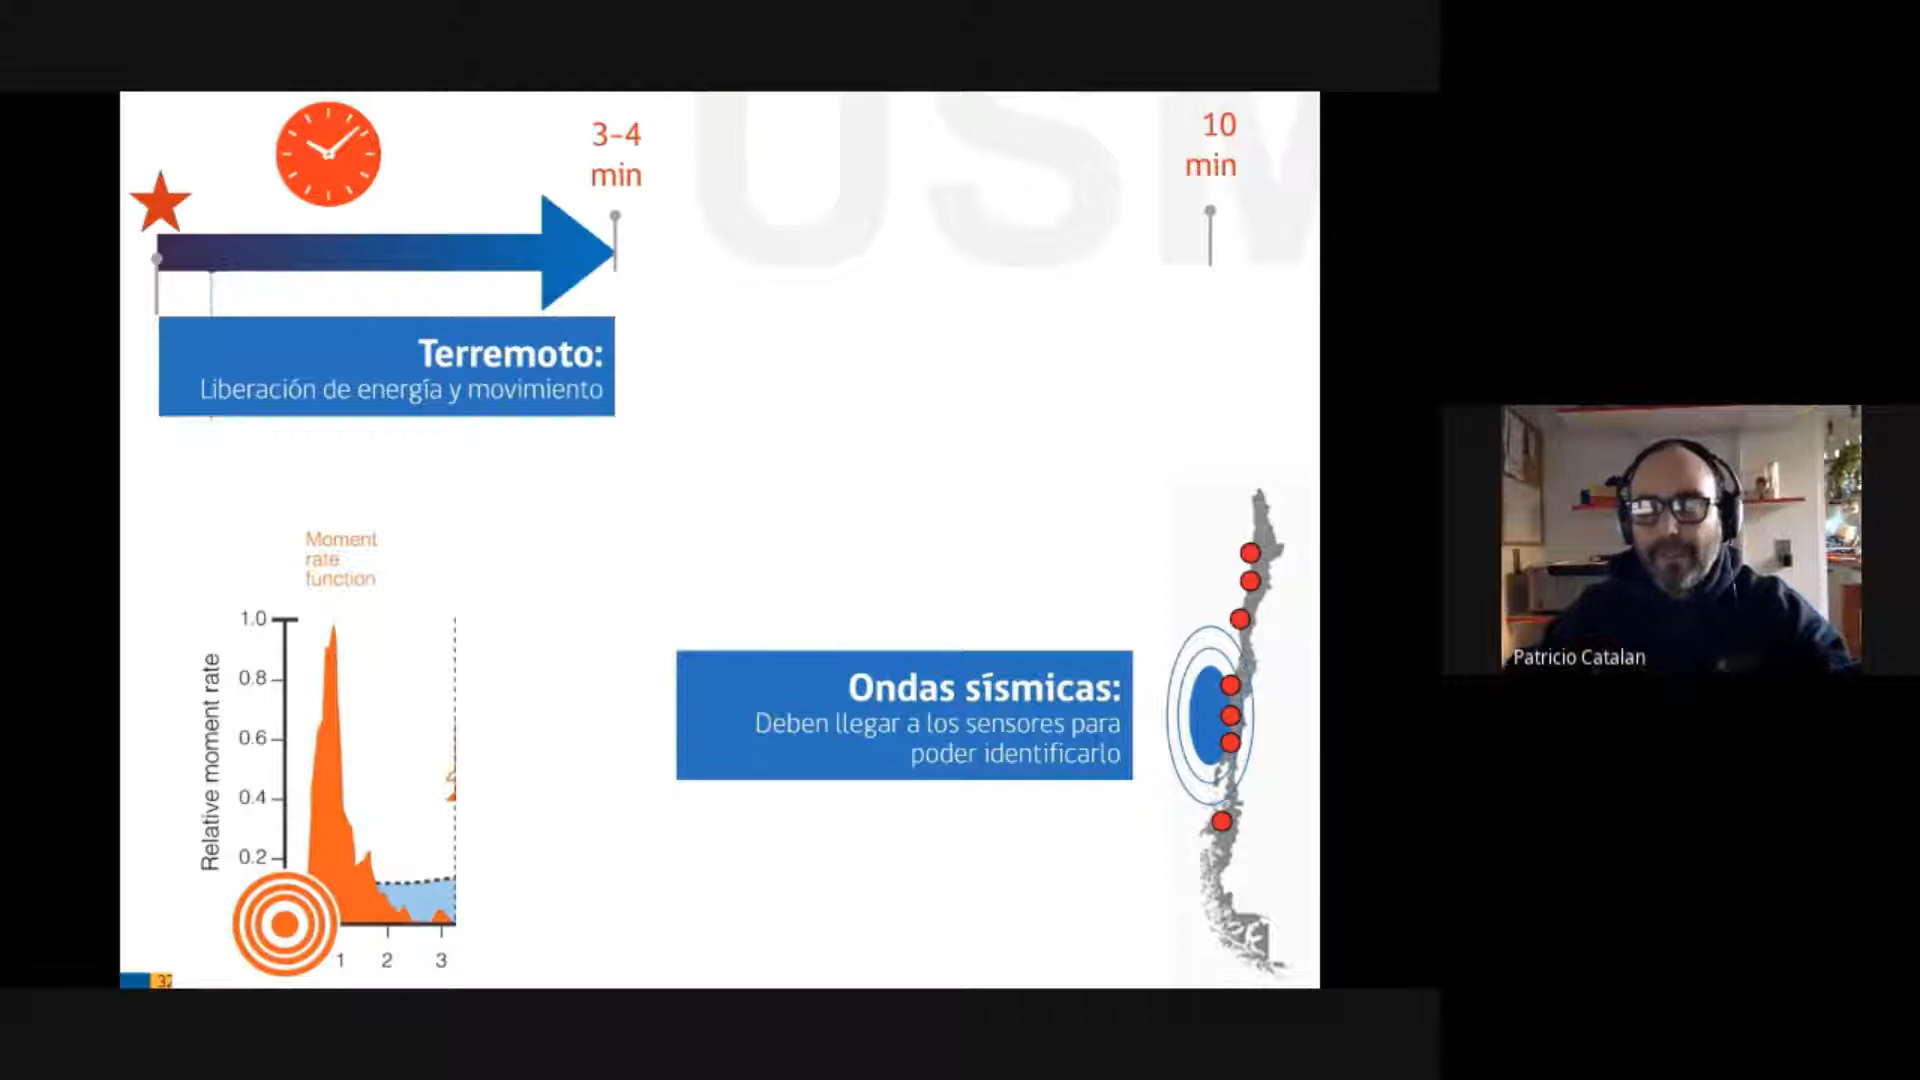 USM
3-4
min
10
min
Terremoto:
Liberación de energía y movimiento
Moment
rate
function
Relative moment rate
1.0
0.8
0.6
0.4
0.2
1 2 3
Ondas sísmicas:
Deben llegar a los sensores para
poder identificarlo
32
Patricio Catalan